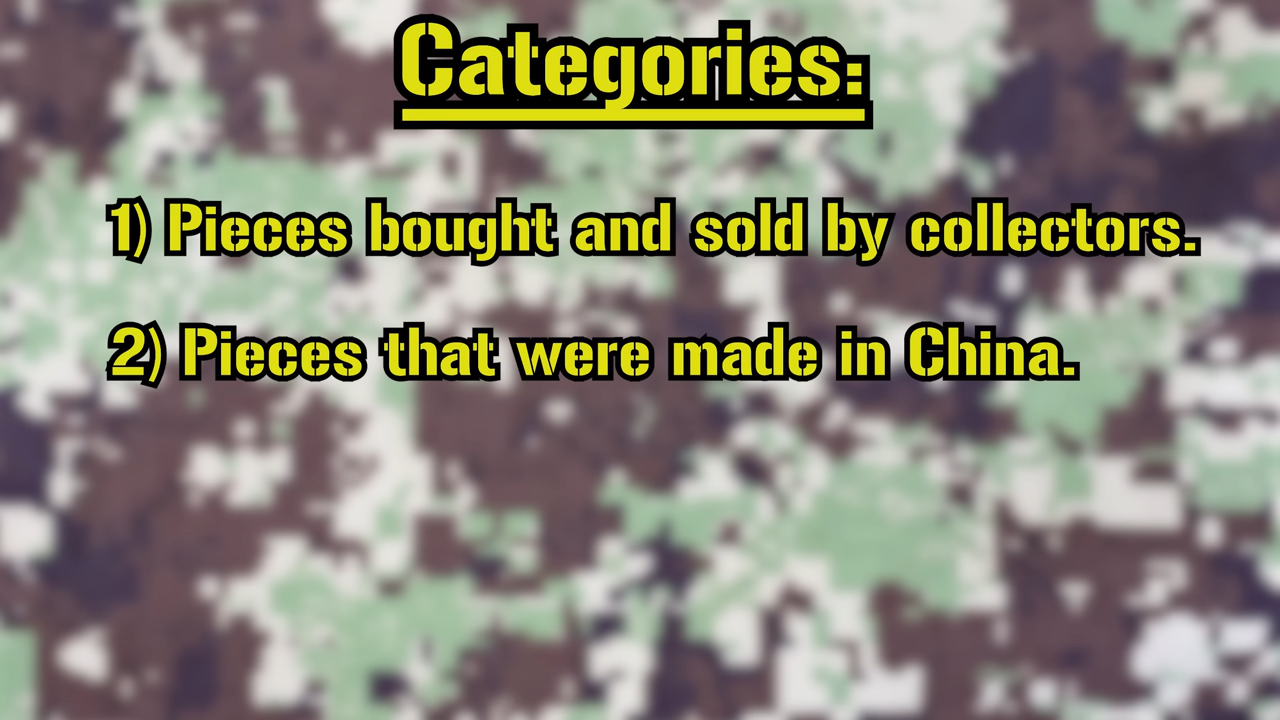 Categories:
1) Pieces bought and sold by collectors.
2) Pieces that were made in China.